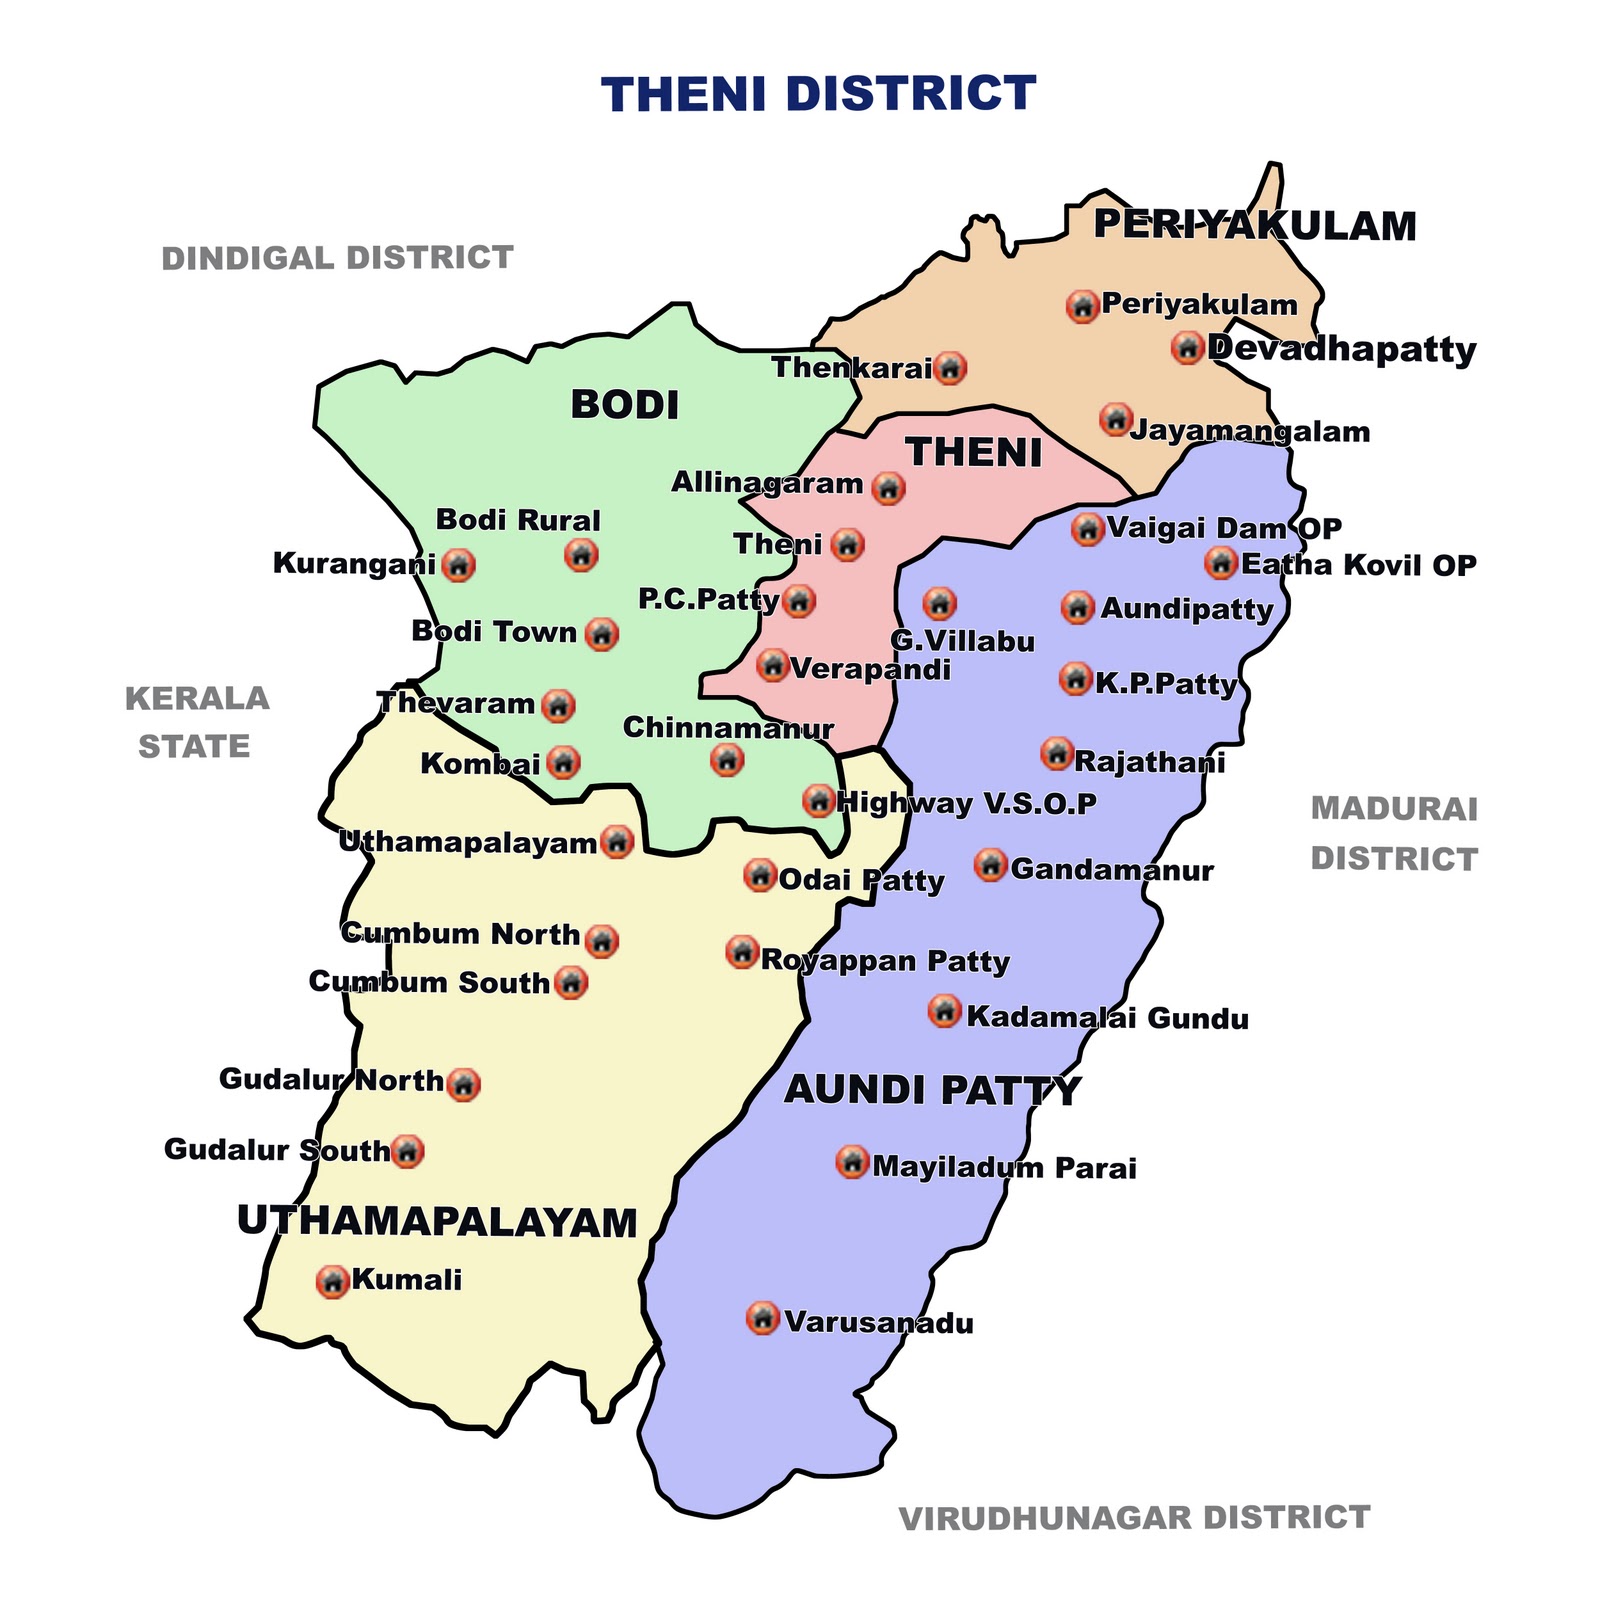 THENI DISTRICT
DINDIGAL DISTRICT
PERIYAKULAM
Periyakulam
Devadhapatty
Thenkarai
Jayamangalam
BODI
THENI
Allinagaram
Bodi Rural
Vaigai Dam OP
Theni
Kurangani
Eatha Kovil OP
P.C.Patty
Aundipatty
Bodi Town
G.Villabu
Verapandi
K.P.Patty
KERALA
STATE
Thevaram
Chinnamanur
Kombai
Rajathani
Highway V.S.O.P
MADURAI
DISTRICT
Uthamapalayam
Gandamanur
Odai Patty
Cumbum North
Royappan Patty
Cumbum South
Kadamalai Gundu
Gudalur North
AUNDI PATTY
Gudalur South
Mayiladum Parai
UTHAMAPALAYAM
Kumali
Varusanadu
VIRUDHUNAGAR DISTRICT